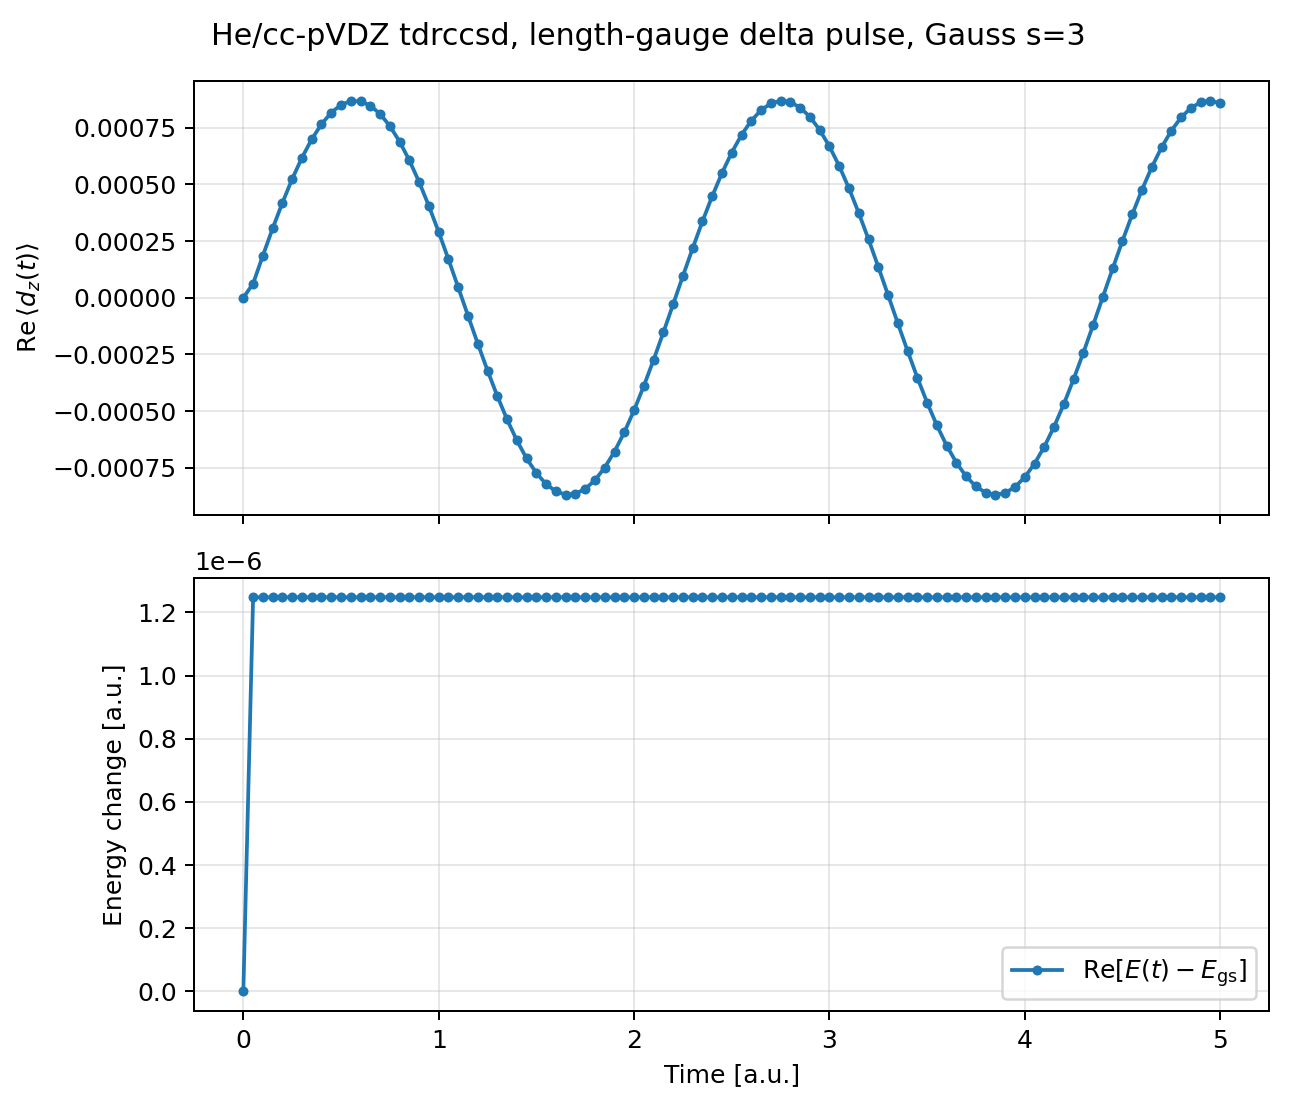 He/cc-pVDZ tdrccsd, length-gauge delta pulse, Gauss s=3
Re⟨d_z(t)⟩
0.00075
0.00050
0.00025
0.00000
−0.00025
−0.00050
−0.00075
1e−6
Energy change [a.u.]
1.2
1.0
0.8
0.6
0.4
0.2
0.0
Re[E(t) − E_gs]
0 1 2 3 4 5
Time [a.u.]